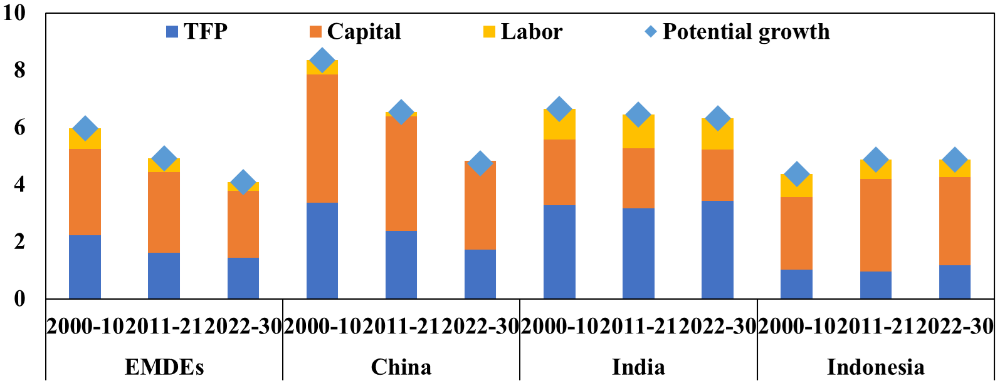 10
TFP Capital Labor Potential growth
8
6
4
2
0
2000-10 2011-21 2022-30 2000-10 2011-21 2022-30 2000-10 2011-21 2022-30 2000-10 2011-21 2022-30
EMDEs China India Indonesia